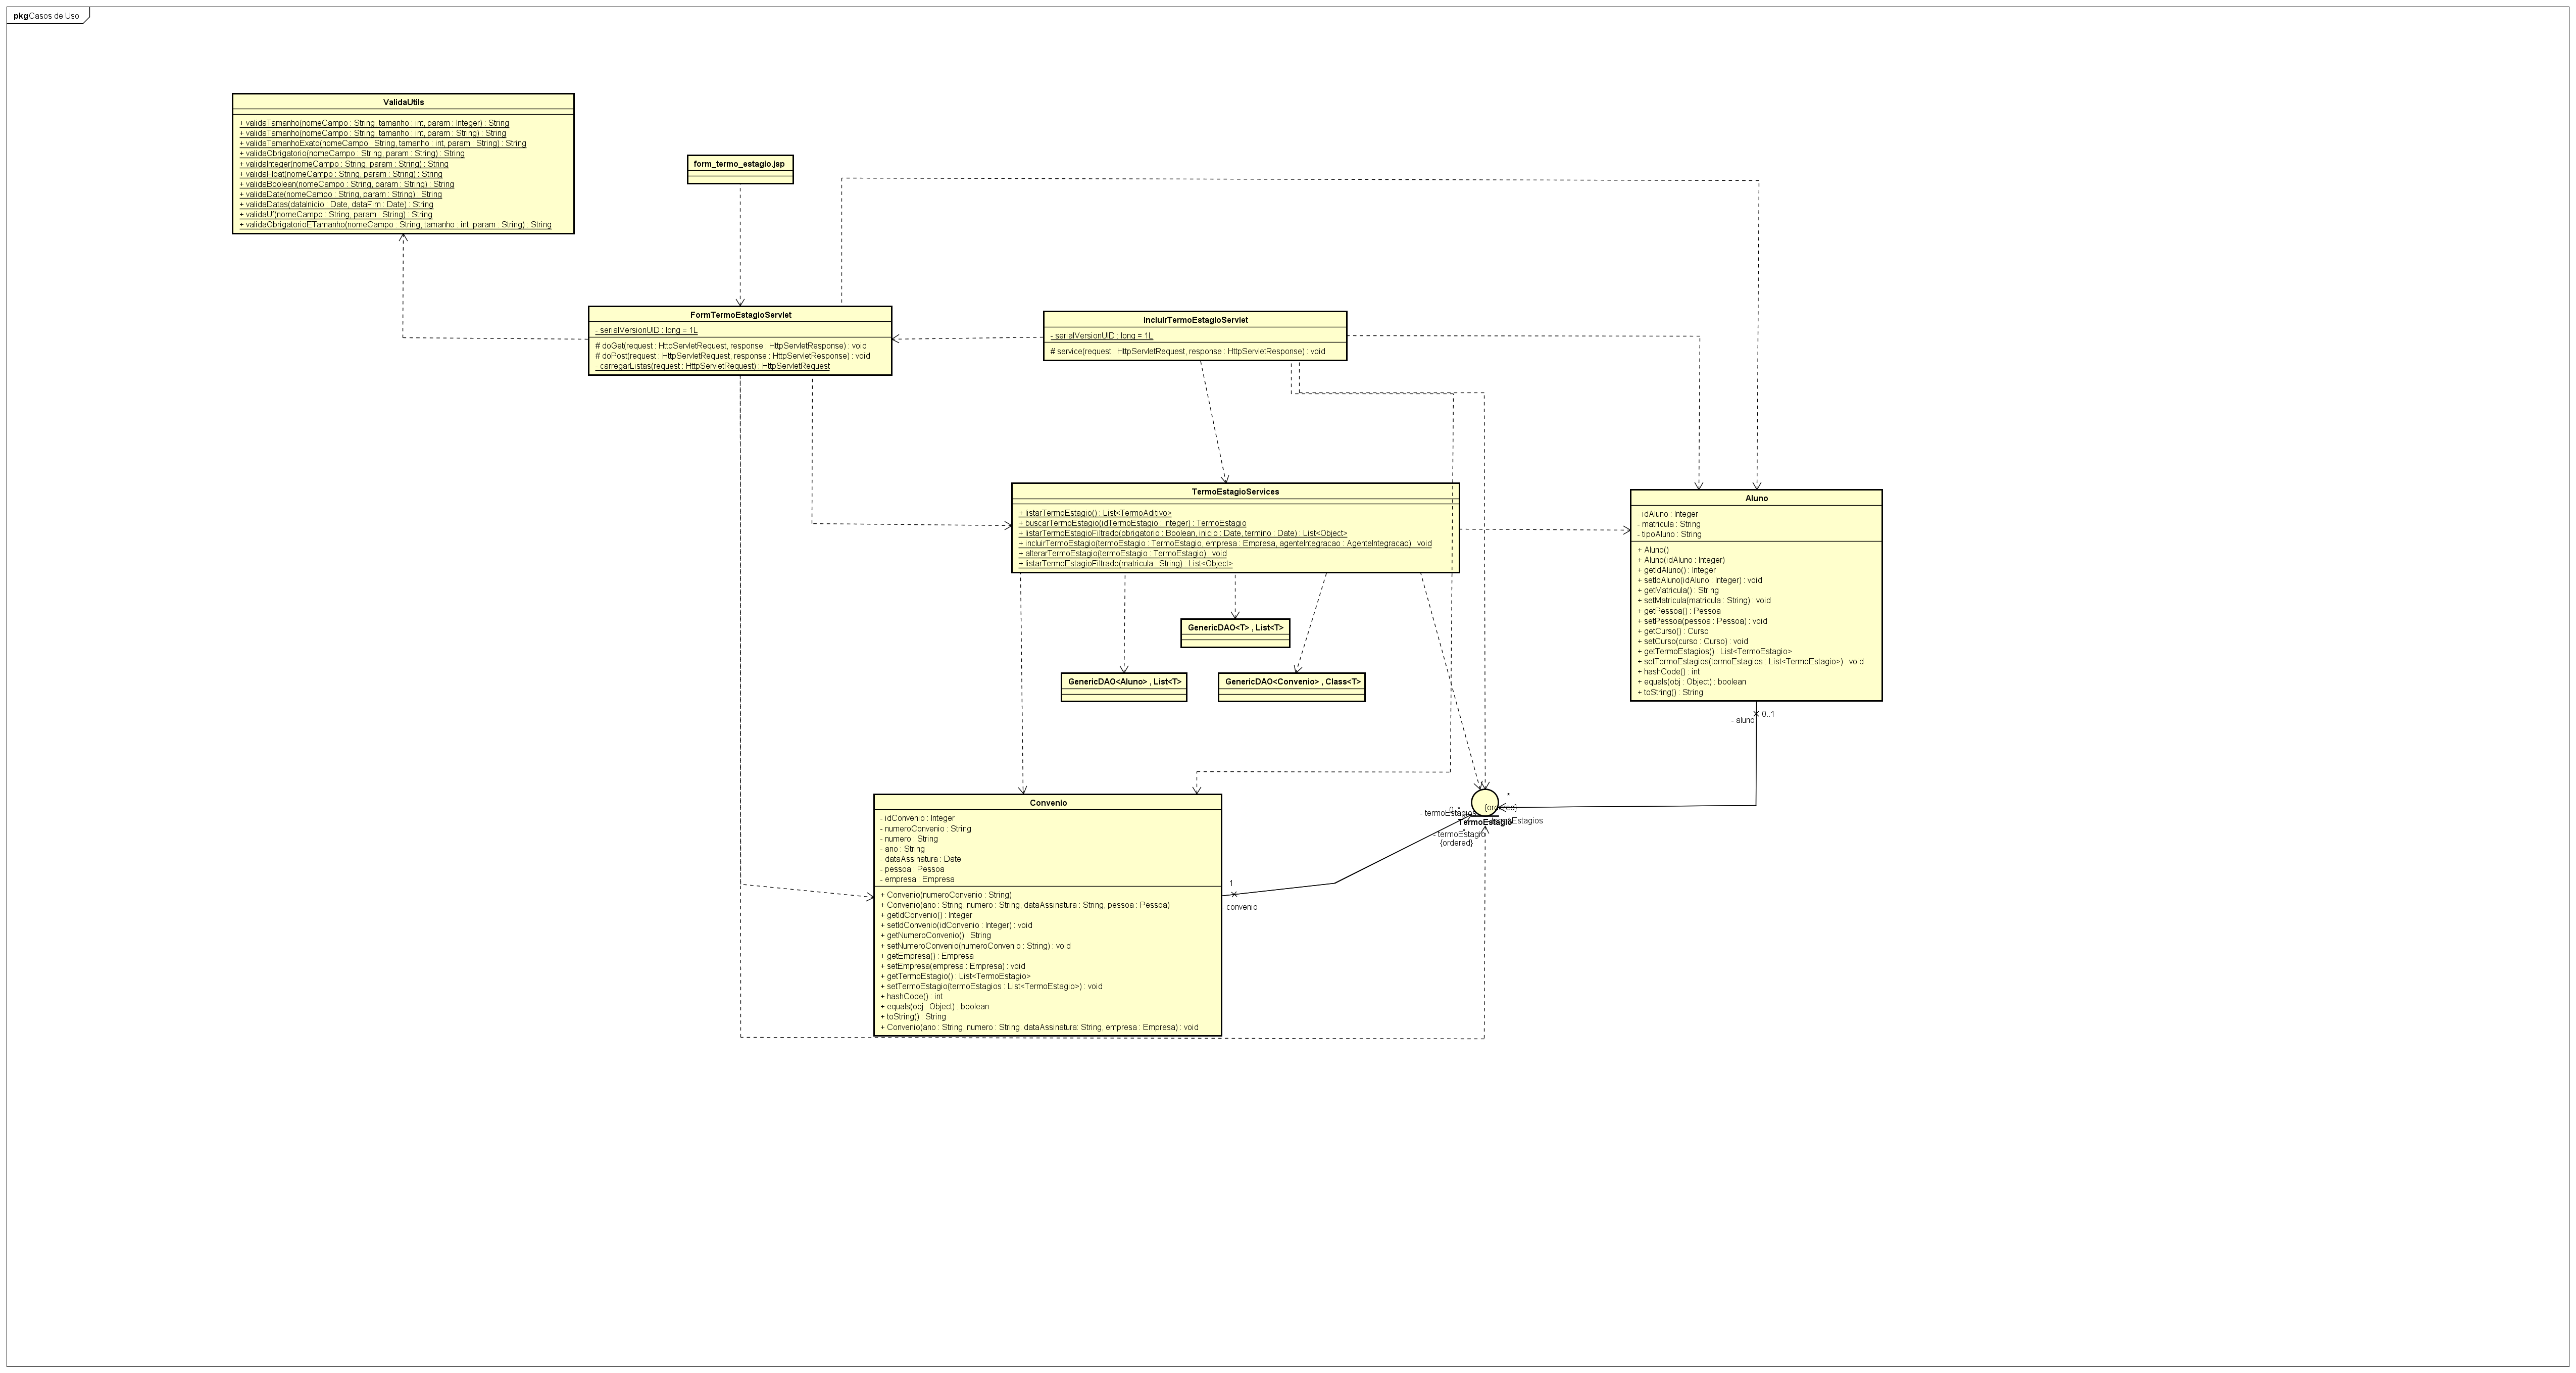 pkg Casos de Uso
ValidaUtils
+ validaTamanho(nomeCampo : String, tamanho : int, param : Integer) : String
+ validaTamanho(nomeCampo : String, tamanho : int, param : String) : String
+ validaTamanhoExato(nomeCampo : String, tamanho : int, param : String) : String
+ validaObrigatorio(nomeCampo : String, param : String) : String
+ validaInteger(nomeCampo : String, param : String) : String
+ validaFloat(nomeCampo : String, param : String) : String
+ validaBoolean(nomeCampo : String, param : String) : String
+ validaDate(nomeCampo : String, param : String) : String
+ validaDatas(dataInicio : Date, dataFim : Date) : String
+ validaUf(nomeCampo : String, param : String) : String
+ validaObrigatorioETamanho(nomeCampo : String, tamanho : int, param : String) : String
form_termo_estagio.jsp
FormTermoEstagioServlet
- serialVersionUID : long = 1L
# doGet(request : HttpServletRequest, response : HttpServletResponse) : void
# doPost(request : HttpServletRequest, response : HttpServletResponse) : void
- carregarListas(request : HttpServletRequest) : HttpServletRequest
IncluirTermoEstagioServlet
- serialVersionUID : long = 1L
# service(request : HttpServletRequest, response : HttpServletResponse) : void
TermoEstagioServices
+ listarTermoEstagio() : List<TermoAditivo>
+ buscarTermoEstagio(idTermoEstagio : Integer) : TermoEstagio
+ listarTermoEstagioFiltrado(obrigatorio : Boolean, inicio : Date, termino : Date) : List<Object>
+ incluirTermoEstagio(termoEstagio : TermoEstagio, empresa : Empresa, agenteIntegracao : AgenteIntegracao) : void
+ alterarTermoEstagio(termoEstagio : TermoEstagio) : void
+ listarTermoEstagioFiltrado(matricula : String) : List<Object>
Aluno
- idAluno : Integer
- matricula : String
- tipoAluno : String
+ Aluno()
+ Aluno(idAluno : Integer)
+ getIdAluno() : Integer
+ setIdAluno(idAluno : Integer) : void
+ getMatricula() : String
+ setMatricula(matricula : String) : void
+ getPessoa() : Pessoa
+ setPessoa(pessoa : Pessoa) : void
+ getCurso() : Curso
+ setCurso(curso : Curso) : void
+ getTermoEstagios() : List<TermoEstagio>
+ setTermoEstagios(termoEstagios : List<TermoEstagio>) : void
+ hashCode() : int
+ equals(obj : Object) : boolean
+ toString() : String
GenericDAO<T> , List<T>
GenericDAO<Aluno> , List<T>
GenericDAO<Convenio> , Class<T>
0..1
- aluno
Convenio
- idConvenio : Integer
- numeroConvenio : String
- numero : String
- ano : String
- dataAssinatura : Date
- pessoa : Pessoa
- empresa : Empresa
+ Convenio(numeroConvenio : String)
+ Convenio(ano : String, numero : String, dataAssinatura : String, pessoa : Pessoa)
+ getIdConvenio() : Integer
+ setIdConvenio(idConvenio : Integer) : void
+ getNumeroConvenio() : String
+ setNumeroConvenio(numeroConvenio : String) : void
+ getEmpresa() : Empresa
+ setEmpresa(empresa : Empresa) : void
+ getTermoEstagio() : List<TermoEstagio>
+ setTermoEstagio(termoEstagios : List<TermoEstagio>) : void
+ hashCode() : int
+ equals(obj : Object) : boolean
+ toString() : String
+ Convenio(ano : String, numero : String. dataAssinatura: String, empresa : Empresa) : void
1
- convenio
*
0..*
{ordered}
- termoEstagios
TermoEstagio
- termoEstagio
{ordered}